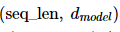 (seq_len, d_model)